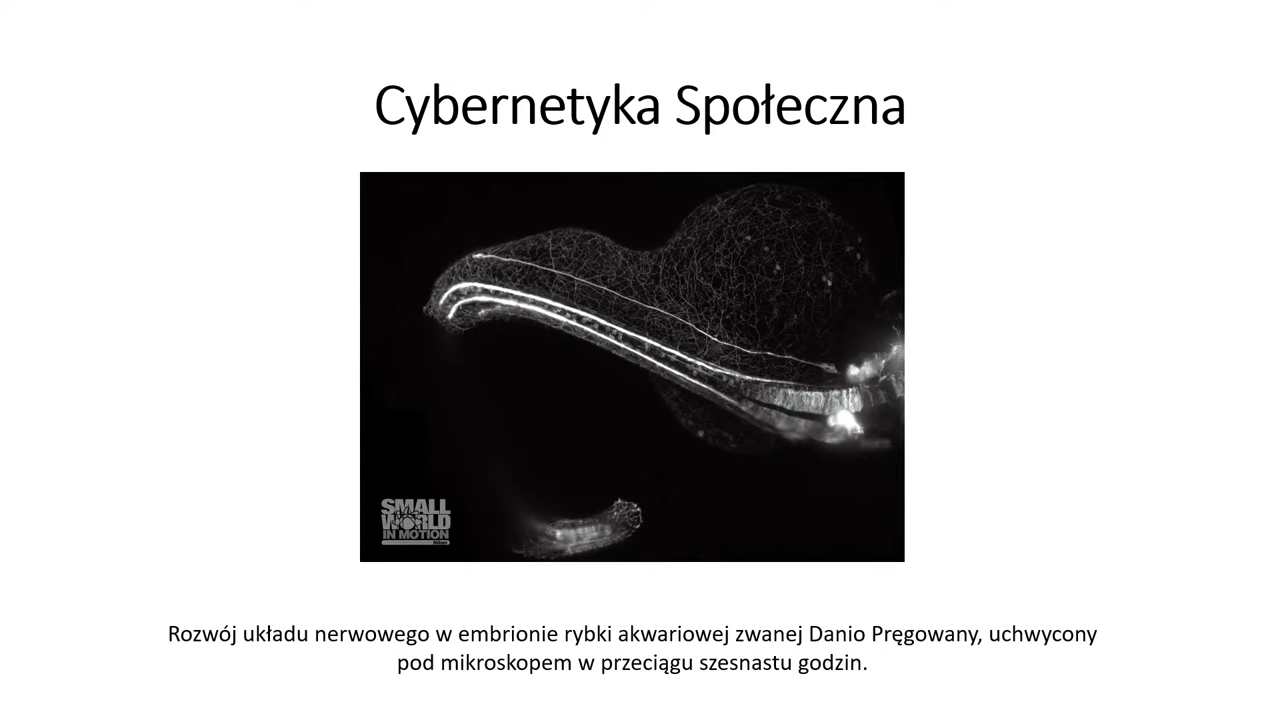 Cybernetyka Społeczna
SMALL
WORLD
IN MOTION
Nikon
Rozwój układu nerwowego w embrionie rybki akwariowej zwanej Danio Pręgowany, uchwycony
pod mikroskopem w przeciągu szesnastu godzin.